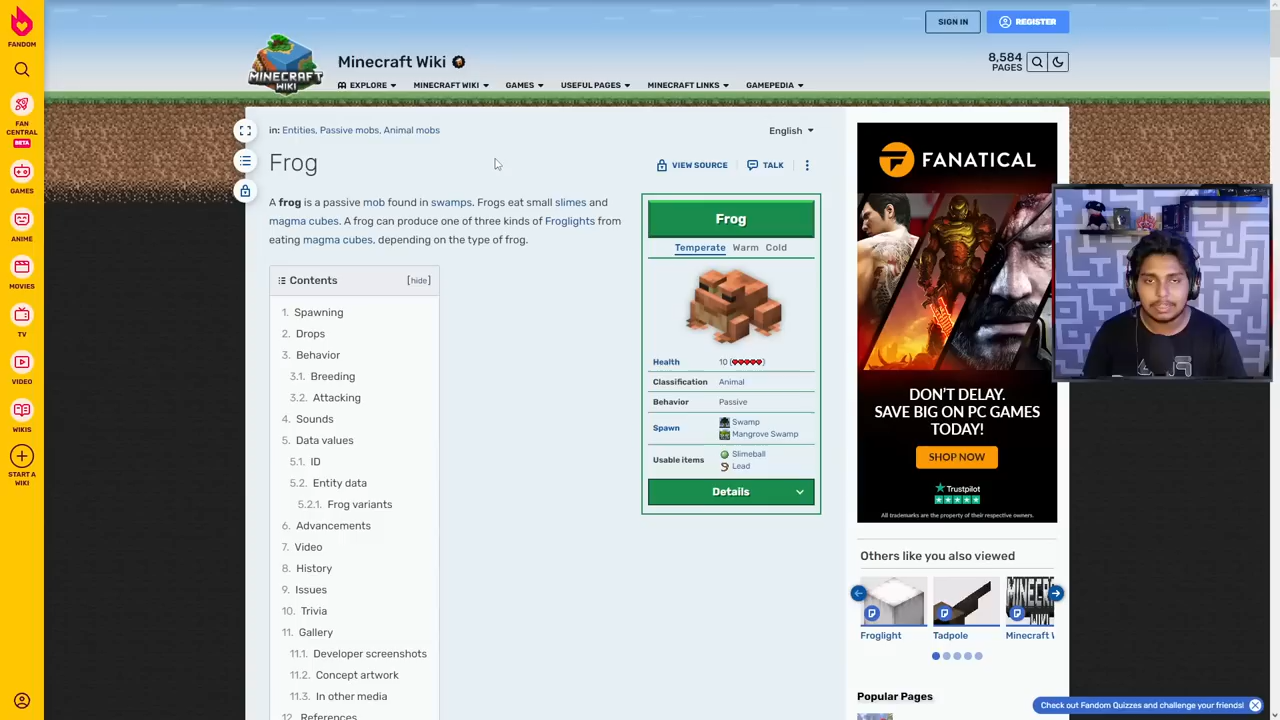 SIGN IN
REGISTER
FANDOM
MINECRAFT WIKI
Minecraft Wiki
8,584
PAGES
EXPLORE
MINECRAFT WIKI
GAMES
USEFUL PAGES
MINECRAFT LINKS
GAMEPEDIA
FAN
CENTRAL
BETA
GAMES
ANIME
MOVIES
TV
VIDEO
WIKIS
START A
WIKI
in: Entities, Passive mobs, Animal mobs
English
Frog
VIEW SOURCE
TALK
A frog is a passive mob found in swamps. Frogs eat small slimes and
magma cubes. A frog can produce one of three kinds of Froglights from
eating magma cubes, depending on the type of frog.
Contents [hide]
1. Spawning
2. Drops
3. Behavior
3.1. Breeding
3.2. Attacking
4. Sounds
5. Data values
5.1. ID
5.2. Entity data
5.2.1. Frog variants
6. Advancements
7. Video
8. History
9. Issues
10. Trivia
11. Gallery
11.1. Developer screenshots
11.2. Concept artwork
11.3. In other media
12. References
Frog
Temperate Warm Cold
Health 10 ( )
Classification Animal
Behavior Passive
Spawn Swamp
Mangrove Swamp
Usable items Slimeball
Lead
Details
FANATICAL
DON'T DELAY.
SAVE BIG ON PC GAMES
TODAY!
SHOP NOW
Trustpilot
All trademarks are the property of their respective owners.
Others like you also viewed
MINECR
Froglight
Tadpole
Minecraft W
Popular Pages
Check out Fandom Quizzes and challenge your friends!